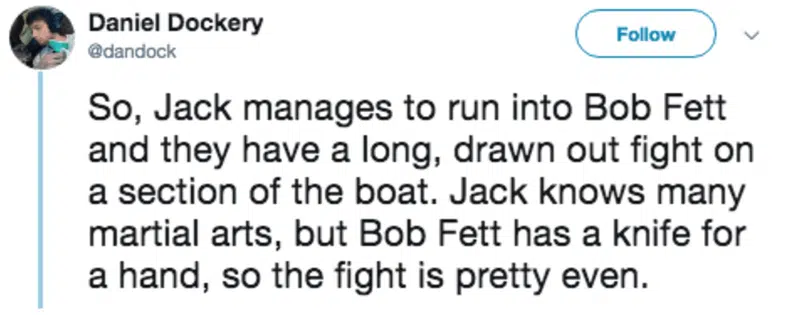 Daniel Dockery
@dandock
Follow
So, Jack manages to run into Bob Fett
and they have a long, drawn out fight on
a section of the boat. Jack knows many
martial arts, but Bob Fett has a knife for
a hand, so the fight is pretty even.